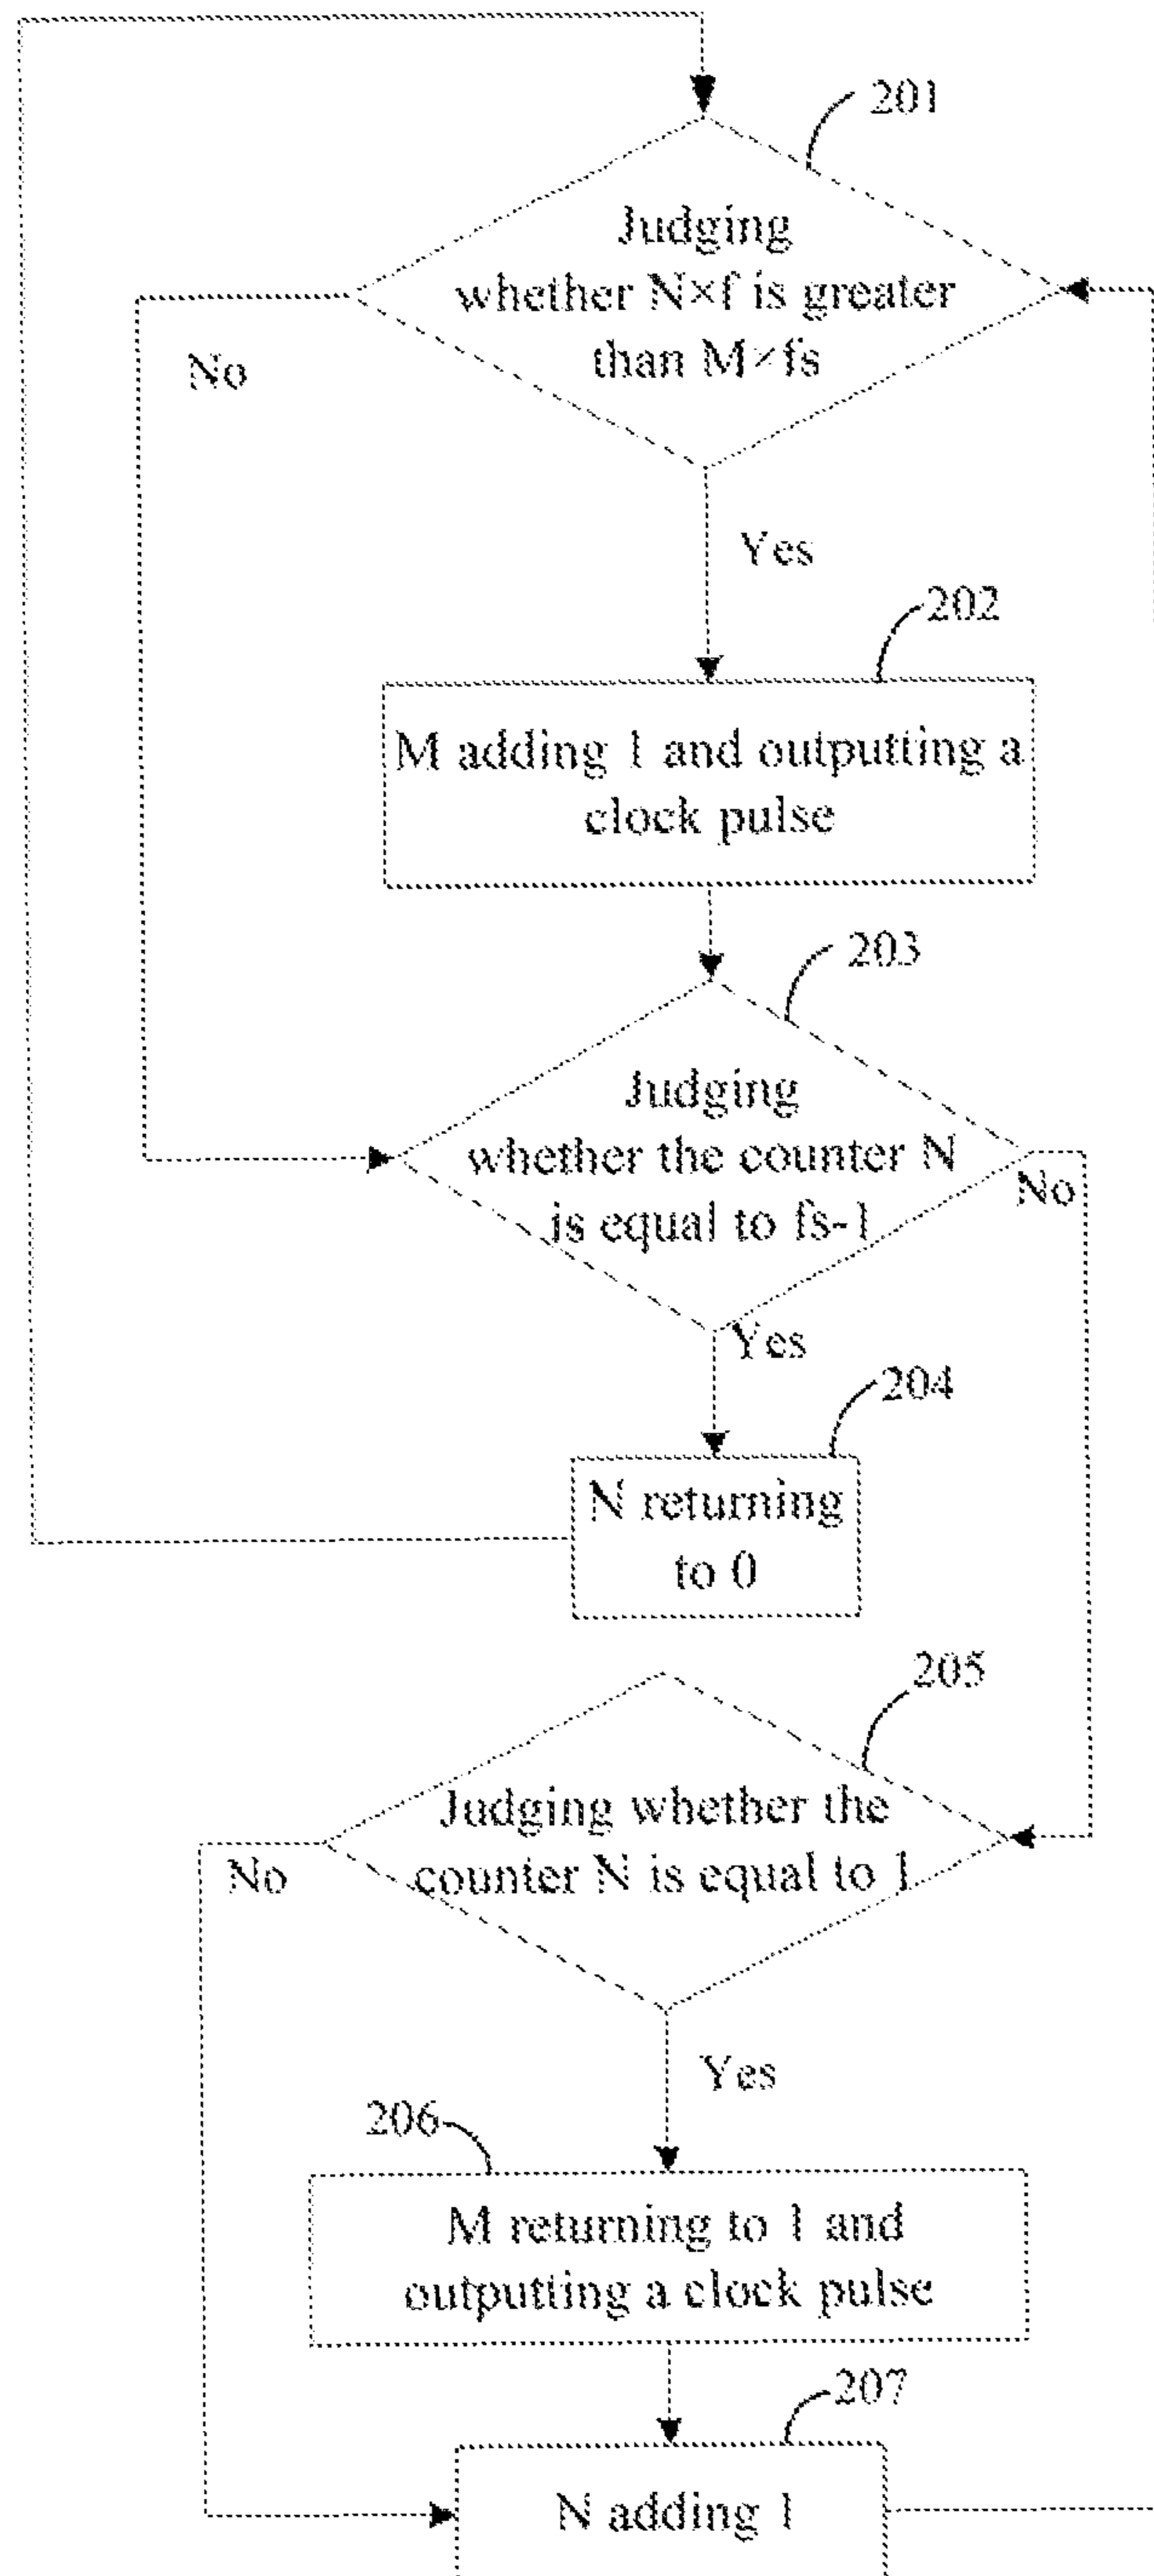 201
Judging
whether N×f is greater
than M×fs
No
Yes
202
M adding 1 and outputting a
clock pulse
203
Judging
whether the counter N
is equal to fs-1
No
Yes
204
N returning
to 0
205
Judging whether the
counter N is equal to 1
No
Yes
206
M returning to 1 and
outputting a clock pulse
207
N adding 1